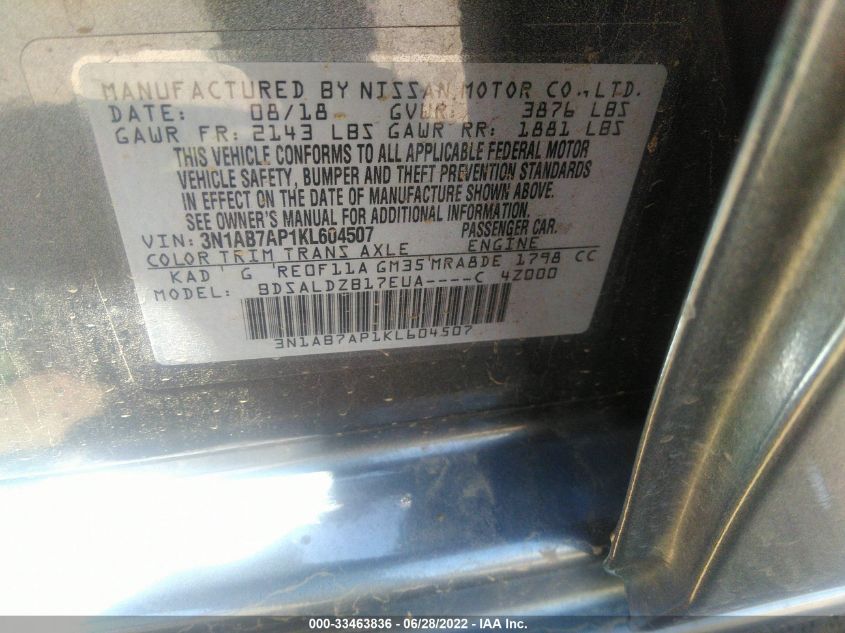 MANUFACTURED BY NISSAN MOTOR CO., LTD.
DATE: 08/18 GVWR: 3876 LBS
GAWR FR: 2143 LBS GAWR RR: 1881 LBS
THIS VEHICLE CONFORMS TO ALL APPLICABLE FEDERAL MOTOR
VEHICLE SAFETY, BUMPER AND THEFT PREVENTION STANDARDS
IN EFFECT ON THE DATE OF MANUFACTURE SHOWN ABOVE.
SEE OWNER'S MANUAL FOR ADDITIONAL INFORMATION
VIN: 3N1AB7AP1KL604507 PASSENGER CAR.
COLOR TRIM TRANS AXLE ENGINE
KAD G RE0F11A GM35 MRA8DE 1798 CC
MODEL: BDSALDZB17EUA----C 4Z000
3N1AB7AP1KL604507
000-33463836 / 06/28/2022 - IAA Inc.